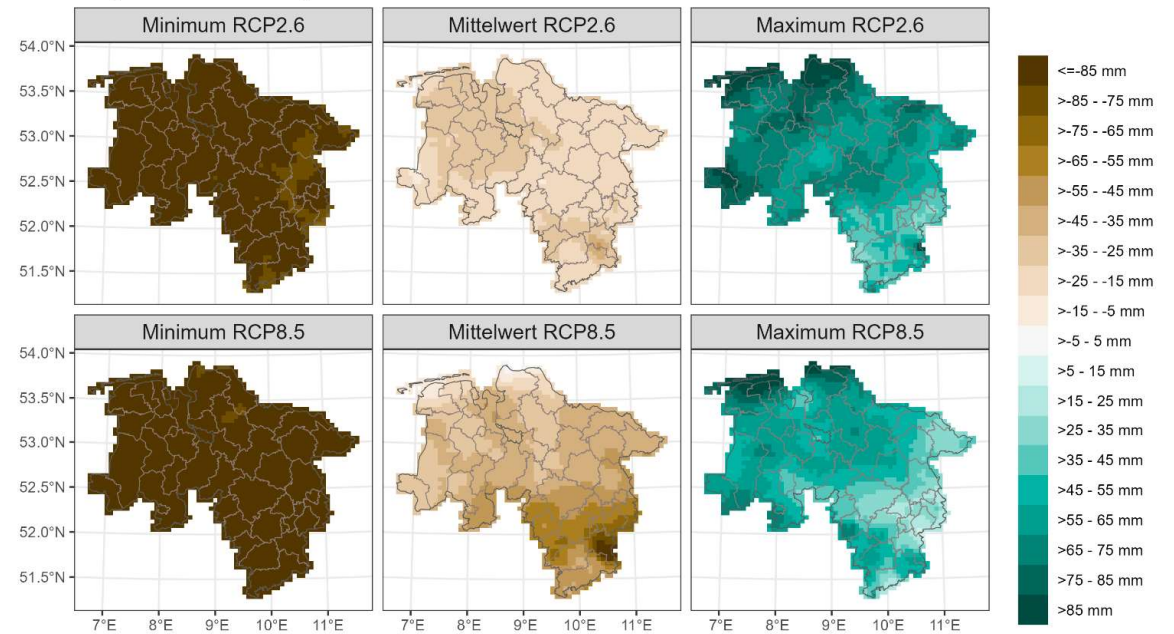 Minimum RCP2.6
Mittelwert RCP2.6
Maximum RCP2.6
54.0°N
53.5°N
53.0°N
52.5°N
52.0°N
51.5°N
Minimum RCP8.5
Mittelwert RCP8.5
Maximum RCP8.5
54.0°N
53.5°N
53.0°N
52.5°N
52.0°N
51.5°N
7°E 8°E 9°E 10°E 11°E
7°E 8°E 9°E 10°E 11°E
7°E 8°E 9°E 10°E 11°E
<=-85 mm
>-85 - -75 mm
>-75 - -65 mm
>-65 - -55 mm
>-55 - -45 mm
>-45 - -35 mm
>-35 - -25 mm
>-25 - -15 mm
>-15 - -5 mm
>-5 - 5 mm
>5 - 15 mm
>15 - 25 mm
>25 - 35 mm
>35 - 45 mm
>45 - 55 mm
>55 - 65 mm
>65 - 75 mm
>75 - 85 mm
>85 mm